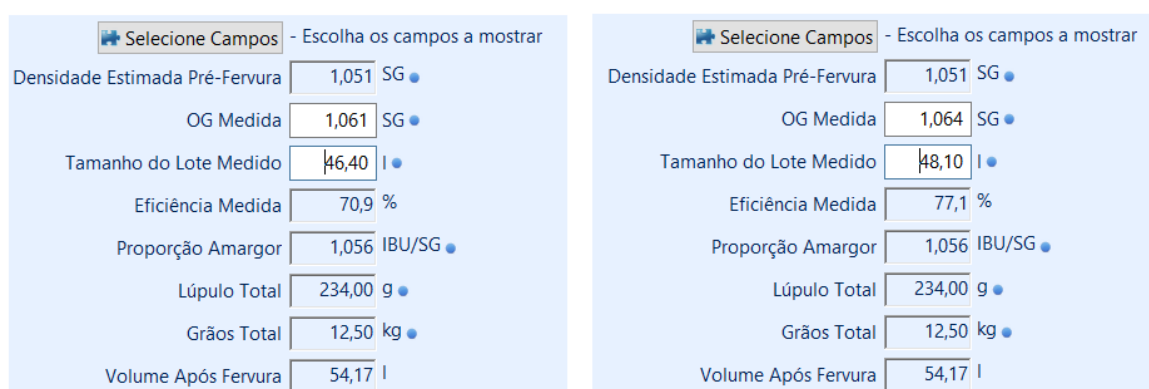 Selecione Campos - Escolha os campos a mostrar
Densidade Estimada Pré-Fervura 1,051 SG
OG Medida 1,061 SG
Tamanho do Lote Medido 46,40 l
Eficiência Medida 70,9 %
Proporção Amargor 1,056 IBU/SG
Lúpulo Total 234,00 g
Grãos Total 12,50 kg
Volume Após Fervura 54,17 l
Selecione Campos - Escolha os campos a mostrar
Densidade Estimada Pré-Fervura 1,051 SG
OG Medida 1,064 SG
Tamanho do Lote Medido 48,10 l
Eficiência Medida 77,1 %
Proporção Amargor 1,056 IBU/SG
Lúpulo Total 234,00 g
Grãos Total 12,50 kg
Volume Após Fervura 54,17 l